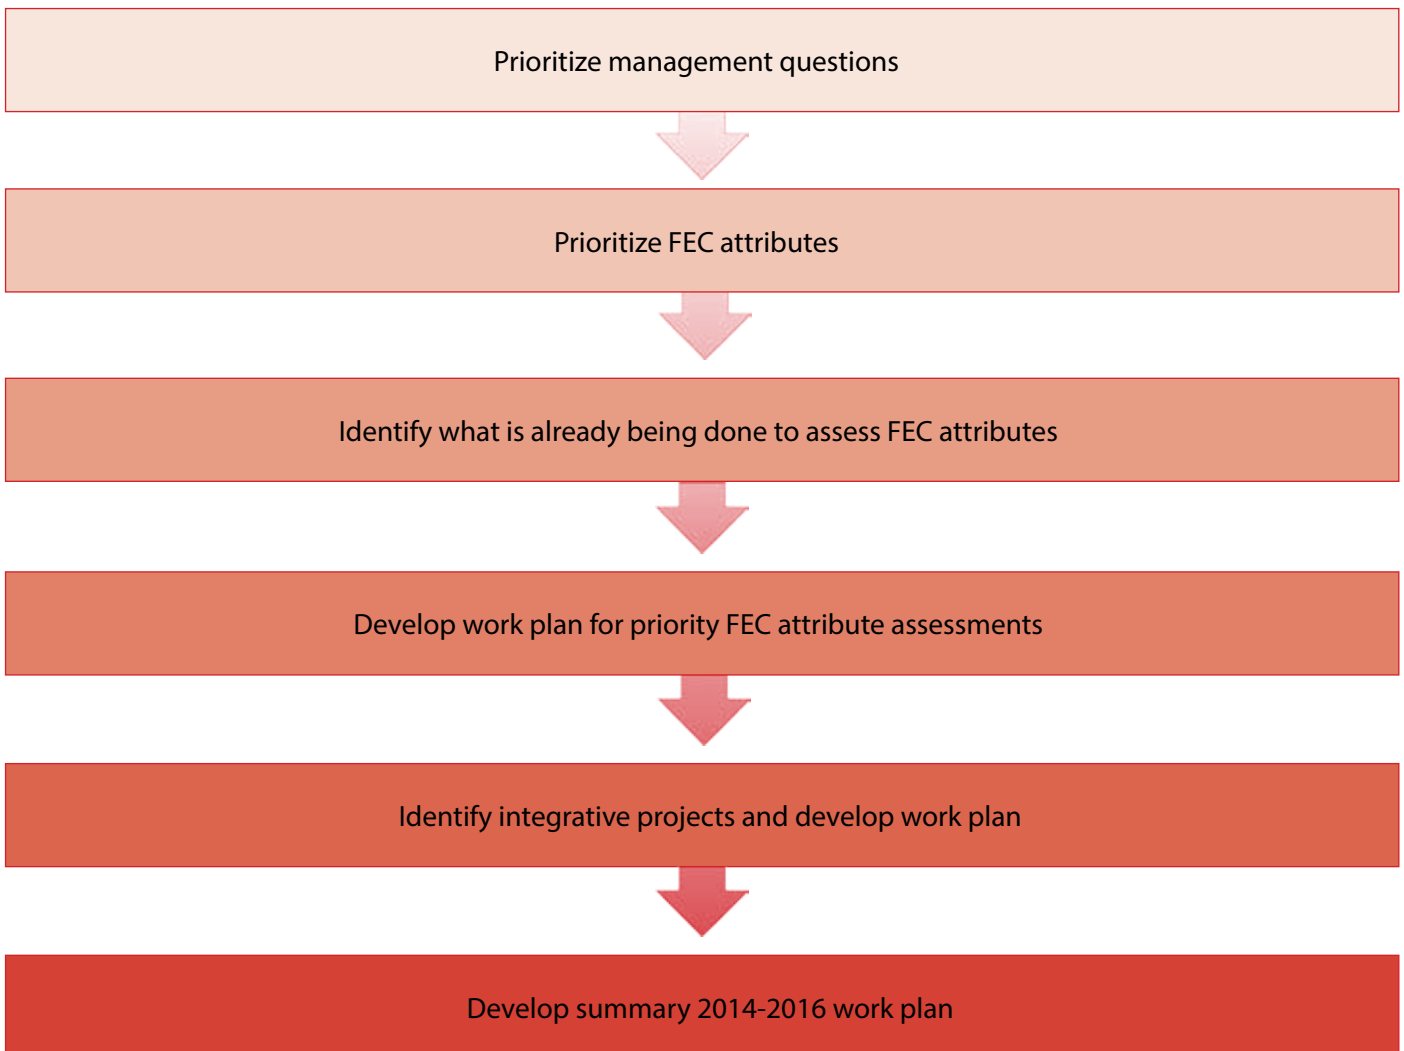 Prioritize management questions
Prioritize FEC attributes
Identify what is already being done to assess FEC attributes
Develop work plan for priority FEC attribute assessments
Identify integrative projects and develop work plan
Develop summary 2014-2016 work plan